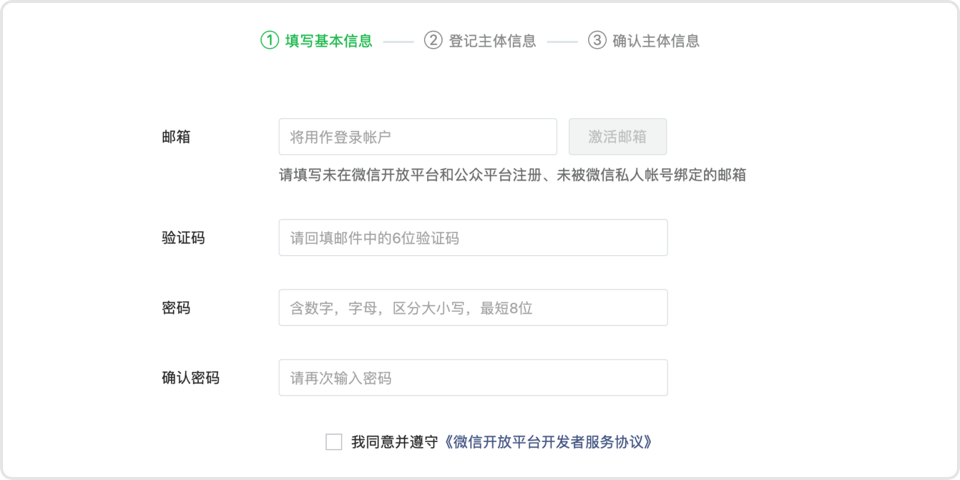 ① 填写基本信息 ② 登记主体信息 ③ 确认主体信息
邮箱 将用作登录帐户 激活邮箱
请填写未在微信开放平台和公众平台注册、未被微信私人帐号绑定的邮箱
验证码 请回填邮件中的6位验证码
密码 含数字，字母，区分大小写，最短8位
确认密码 请再次输入密码
我同意并遵守《微信开放平台开发者服务协议》